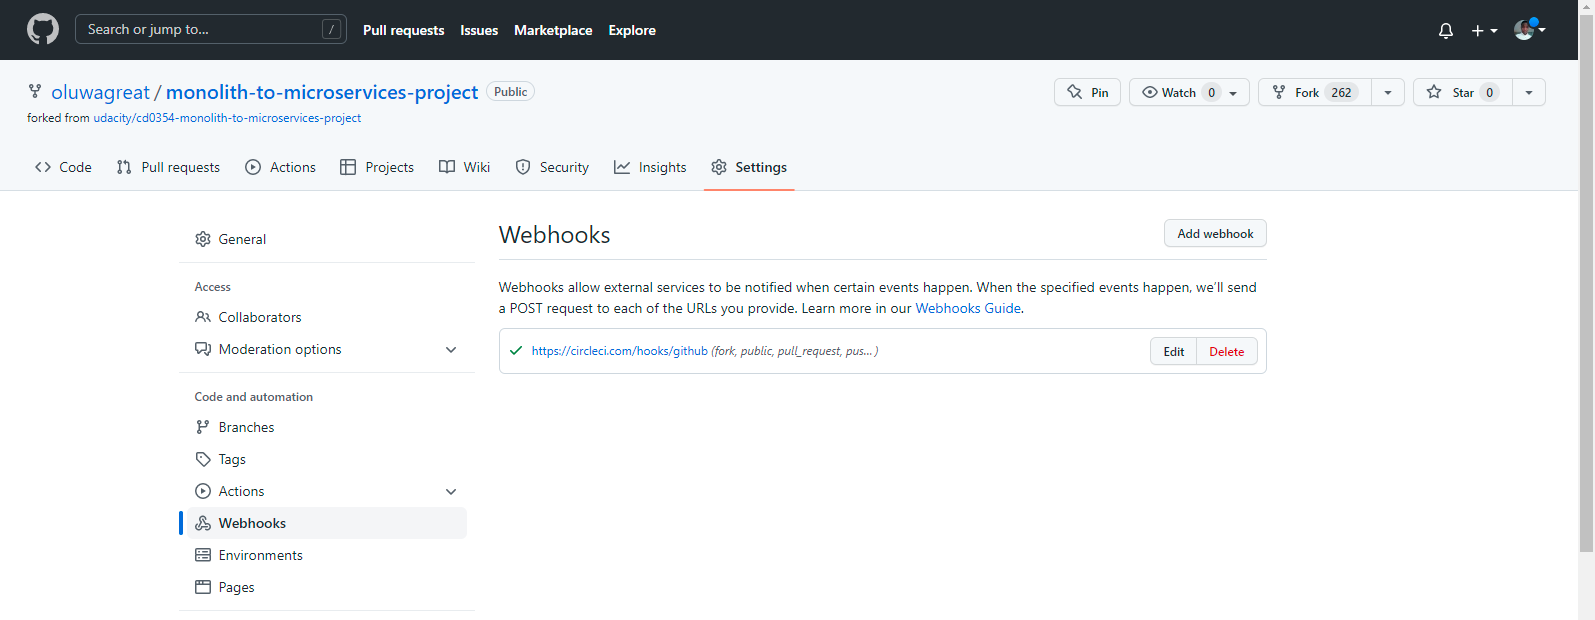 Search or jump to... / Pull requests Issues Marketplace Explore
oluwagreat / monolith-to-microservices-project Public Pin Watch 0 Fork 262 Star 0
forked from udacity/cd0354-monolith-to-microservices-project
Code Pull requests Actions Projects Wiki Security Insights Settings
General
Access
Collaborators
Moderation options
Code and automation
Branches
Tags
Actions
Webhooks
Environments
Pages
Webhooks Add webhook
Webhooks allow external services to be notified when certain events happen. When the specified events happen, we’ll send
a POST request to each of the URLs you provide. Learn more in our Webhooks Guide.
https://circleci.com/hooks/github (fork, public, pull_request, pus... ) Edit Delete